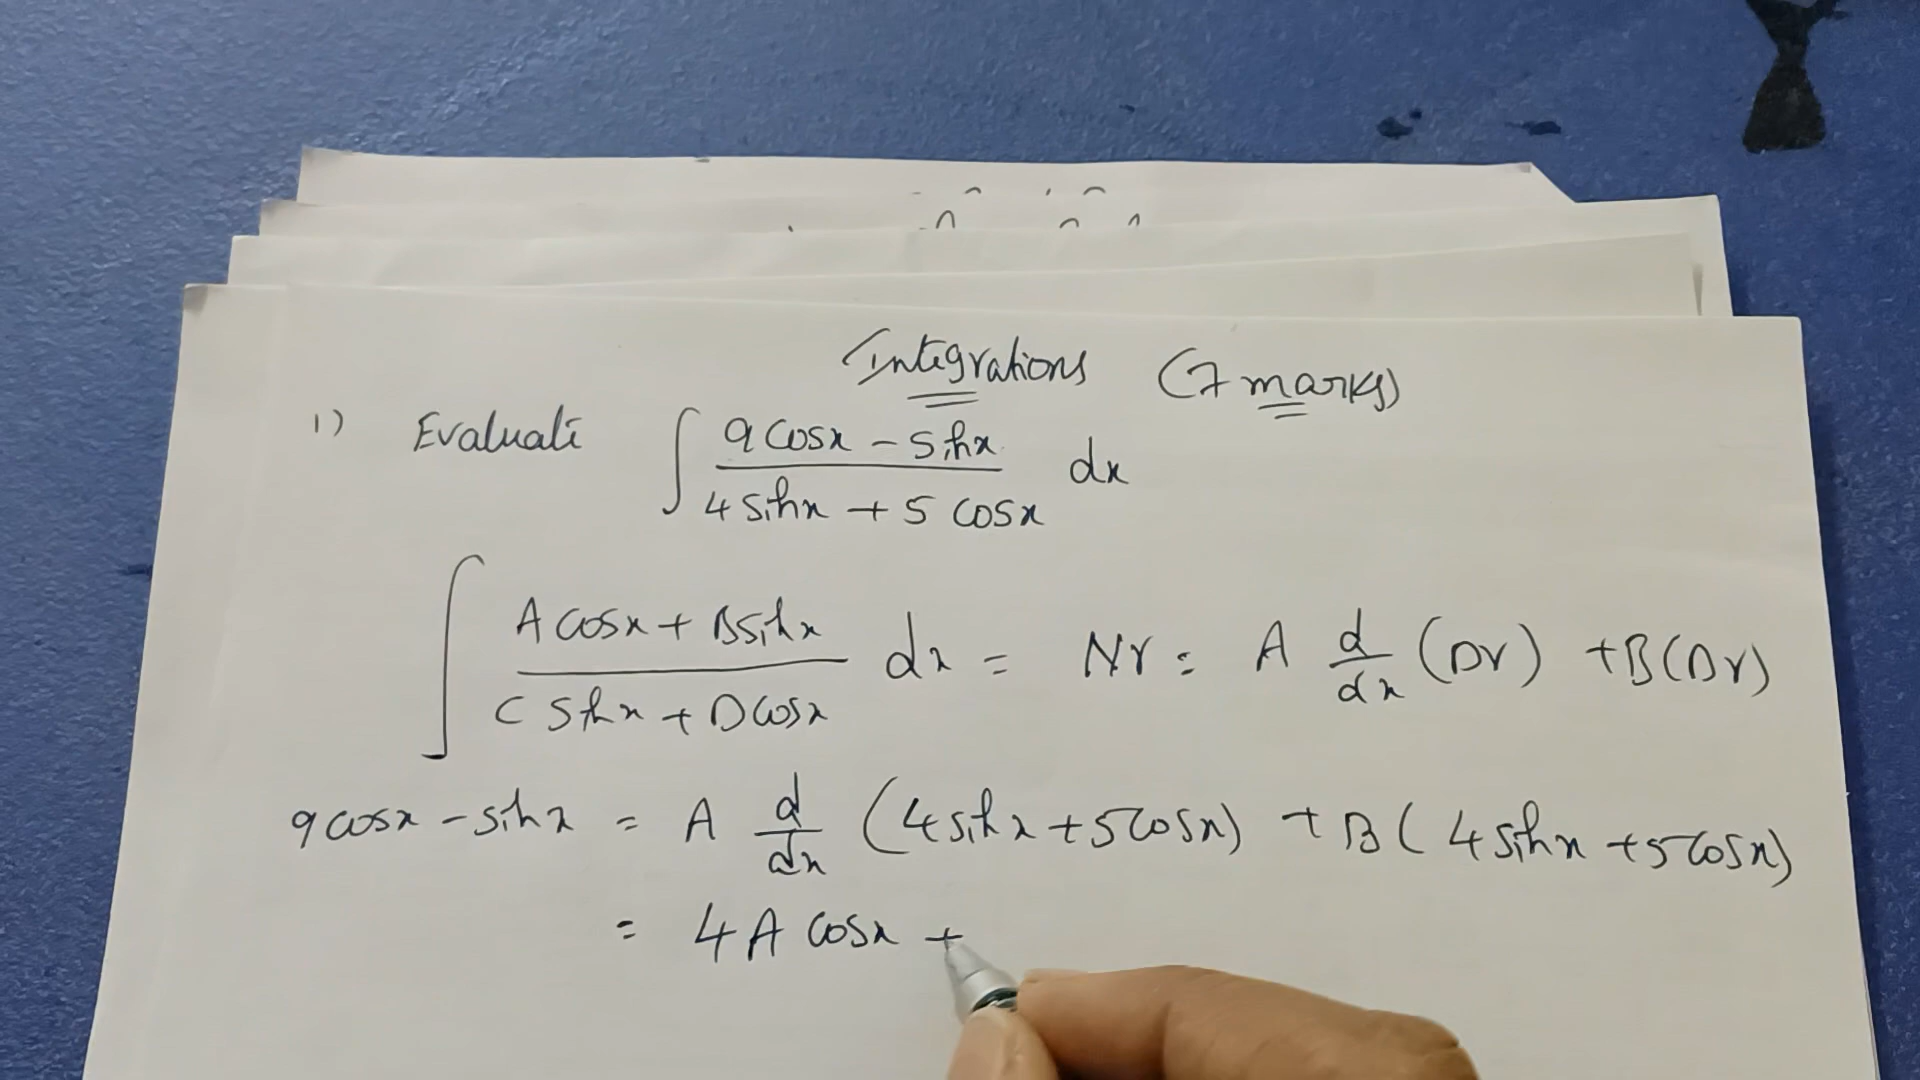 Integrations (7 marks)
1) Evaluate ∫ (9 cosx - sinx)/(4 sinx + 5 cosx) dx
∫ (A cosx + B sinx)/(C sinx + D cosx) dx = Nr = A d/dx (Dr) + B(Dr)
9 cosx - sinx = A d/dx (4 sinx + 5 cosx) + B( 4 sinx + 5 cosx)
= 4 A cosx +